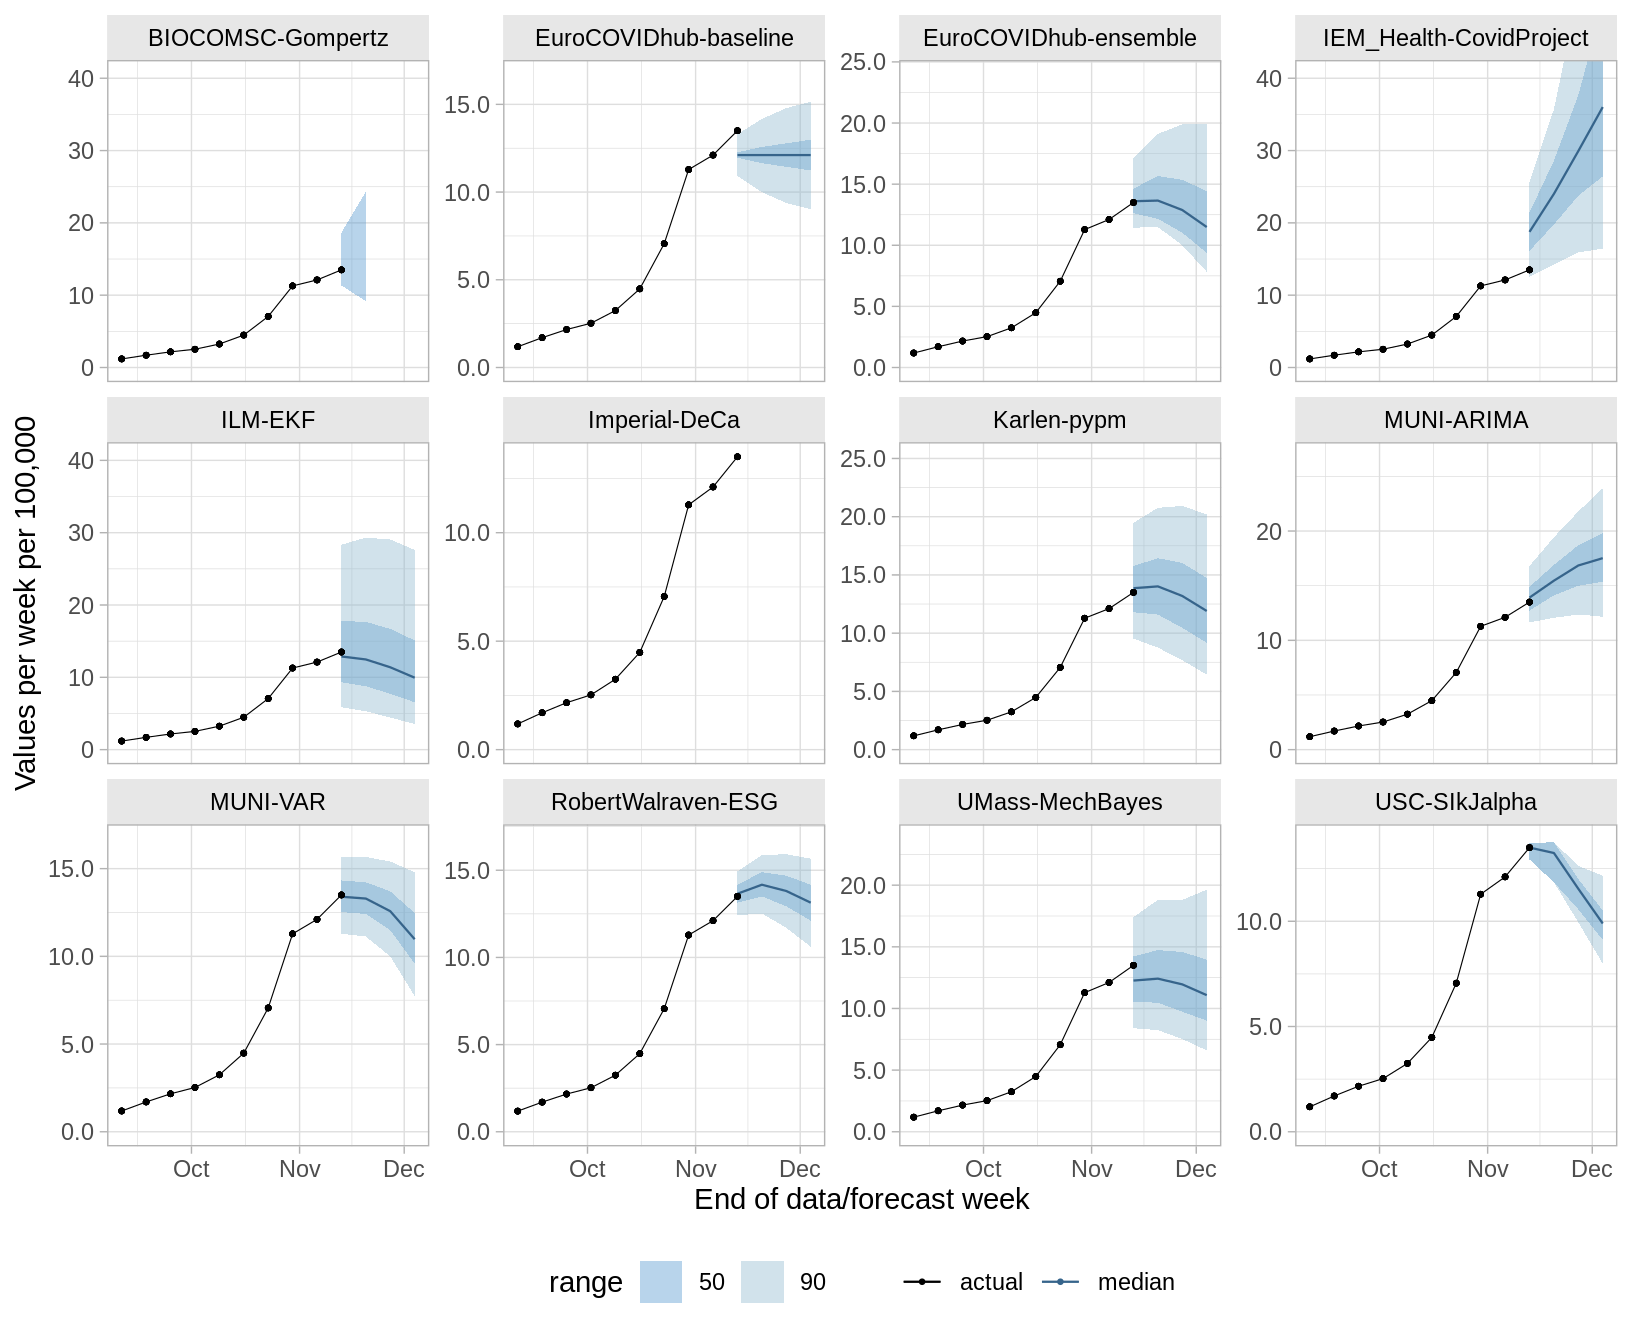 BIOCOMSC-Gompertz
EuroCOVIDhub-baseline
EuroCOVIDhub-ensemble
IEM_Health-CovidProject
40
30
20
10
0
15.0
10.0
5.0
0.0
25.0
20.0
15.0
10.0
5.0
0.0
40
30
20
10
0
ILM-EKF
Imperial-DeCa
Karlen-pypm
MUNI-ARIMA
40
30
20
10
0
10.0
5.0
0.0
25.0
20.0
15.0
10.0
5.0
0.0
20
10
0
MUNI-VAR
RobertWalraven-ESG
UMass-MechBayes
USC-SIkJalpha
15.0
10.0
5.0
0.0
15.0
10.0
5.0
0.0
20.0
15.0
10.0
5.0
0.0
10.0
5.0
0.0
Oct Nov Dec
Oct Nov Dec
Oct Nov Dec
Oct Nov Dec
Values per week per 100,000
End of data/forecast week
range 50 90 actual median